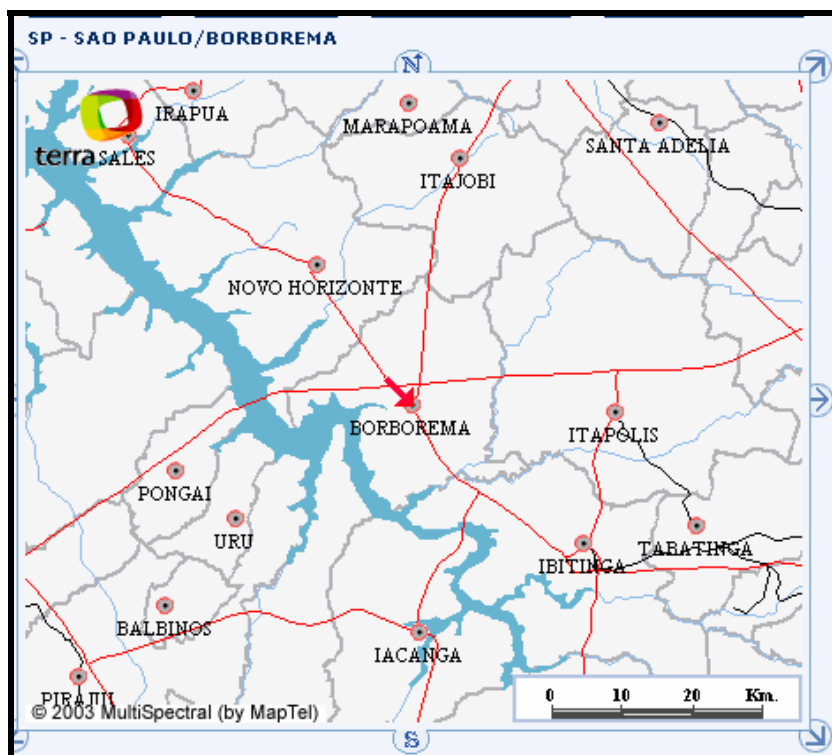 SP - SAO PAULO/BORBOREMA
N
IRAPUA
MARAPOAMA
SANTA ADELIA
terra SALES
ITAJOBI
NOVO HORIZONTE
BORBOREMA
ITAPOLIS
PONGAI
URU
TABATINGA
IBITINGA
BALBINOS
IACANGA
PIRAJUI
0 10 20 Km.
© 2003 MultiSpectral (by MapTel)
S